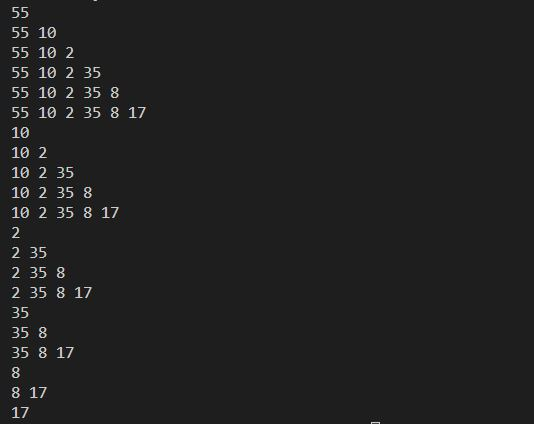 55
55 10
55 10 2
55 10 2 35
55 10 2 35 8
55 10 2 35 8 17
10
10 2
10 2 35
10 2 35 8
10 2 35 8 17
2
2 35
2 35 8
2 35 8 17
35
35 8
35 8 17
8
8 17
17